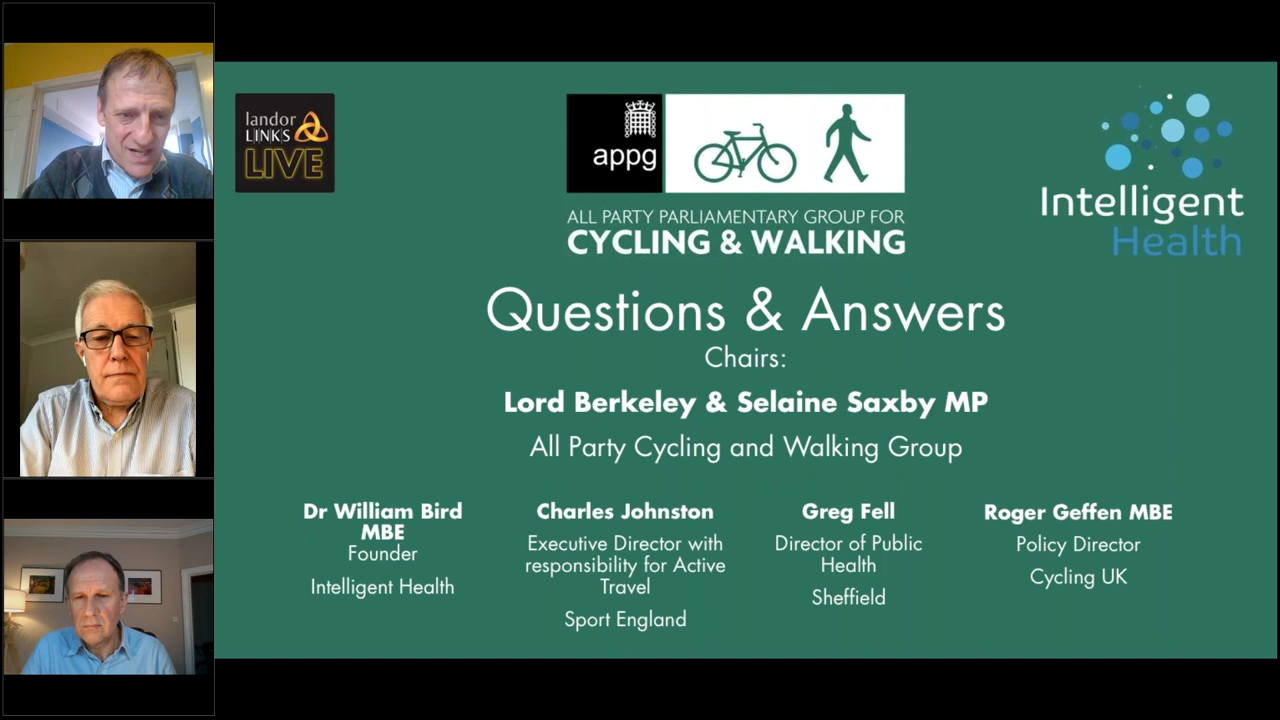 landor
LINKS
LIVE
appg
ALL PARTY PARLIAMENTARY GROUP FOR
CYCLING & WALKING
Intelligent
Health
Questions & Answers
Chairs:
Lord Berkeley & Selaine Saxby MP
All Party Cycling and Walking Group
Dr William Bird
MBE
Founder
Intelligent Health
Charles Johnston
Executive Director with
responsibility for Active
Travel
Sport England
Greg Fell
Director of Public
Health
Sheffield
Roger Geffen MBE
Policy Director
Cycling UK